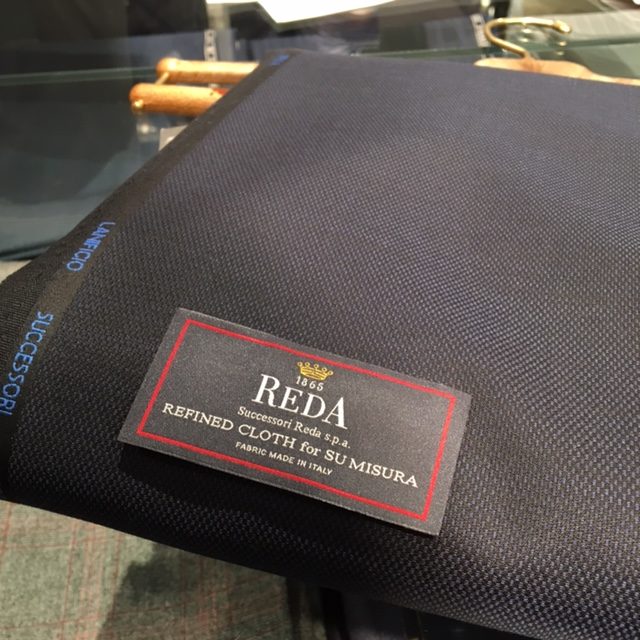 LANIFICIO
SUCCESSORI
1865
REDA
Successori Reda s.p.a.
REFINED CLOTH for SU MISURA
FABRIC MADE IN ITALY